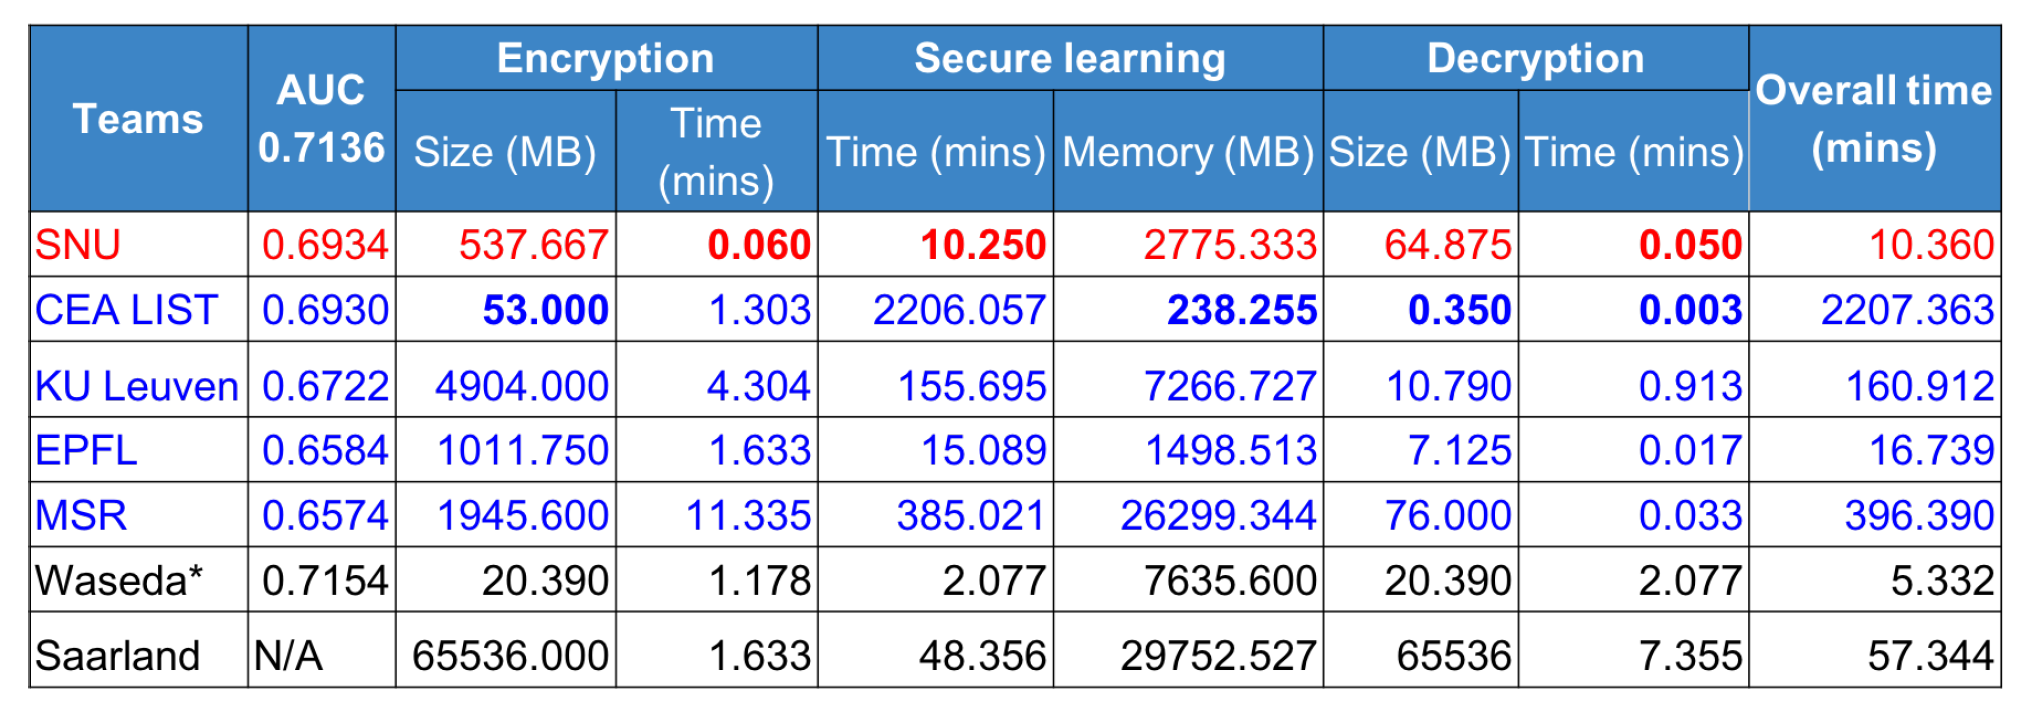 Teams AUC 0.7136 Encryption Secure learning Decryption Overall time (mins)
Size (MB) Time (mins) Time (mins) Memory (MB) Size (MB) Time (mins)
SNU 0.6934 537.667 0.060 10.250 2775.333 64.875 0.050 10.360
CEA LIST 0.6930 53.000 1.303 2206.057 238.255 0.350 0.003 2207.363
KU Leuven 0.6722 4904.000 4.304 155.695 7266.727 10.790 0.913 160.912
EPFL 0.6584 1011.750 1.633 15.089 1498.513 7.125 0.017 16.739
MSR 0.6574 1945.600 11.335 385.021 26299.344 76.000 0.033 396.390
Waseda* 0.7154 20.390 1.178 2.077 7635.600 20.390 2.077 5.332
Saarland N/A 65536.000 1.633 48.356 29752.527 65536 7.355 57.344